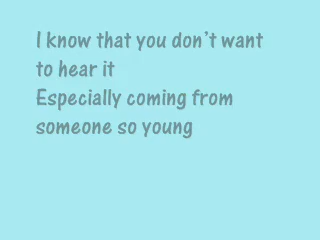 I know that you don't want
to hear it
Especially coming from
someone so young